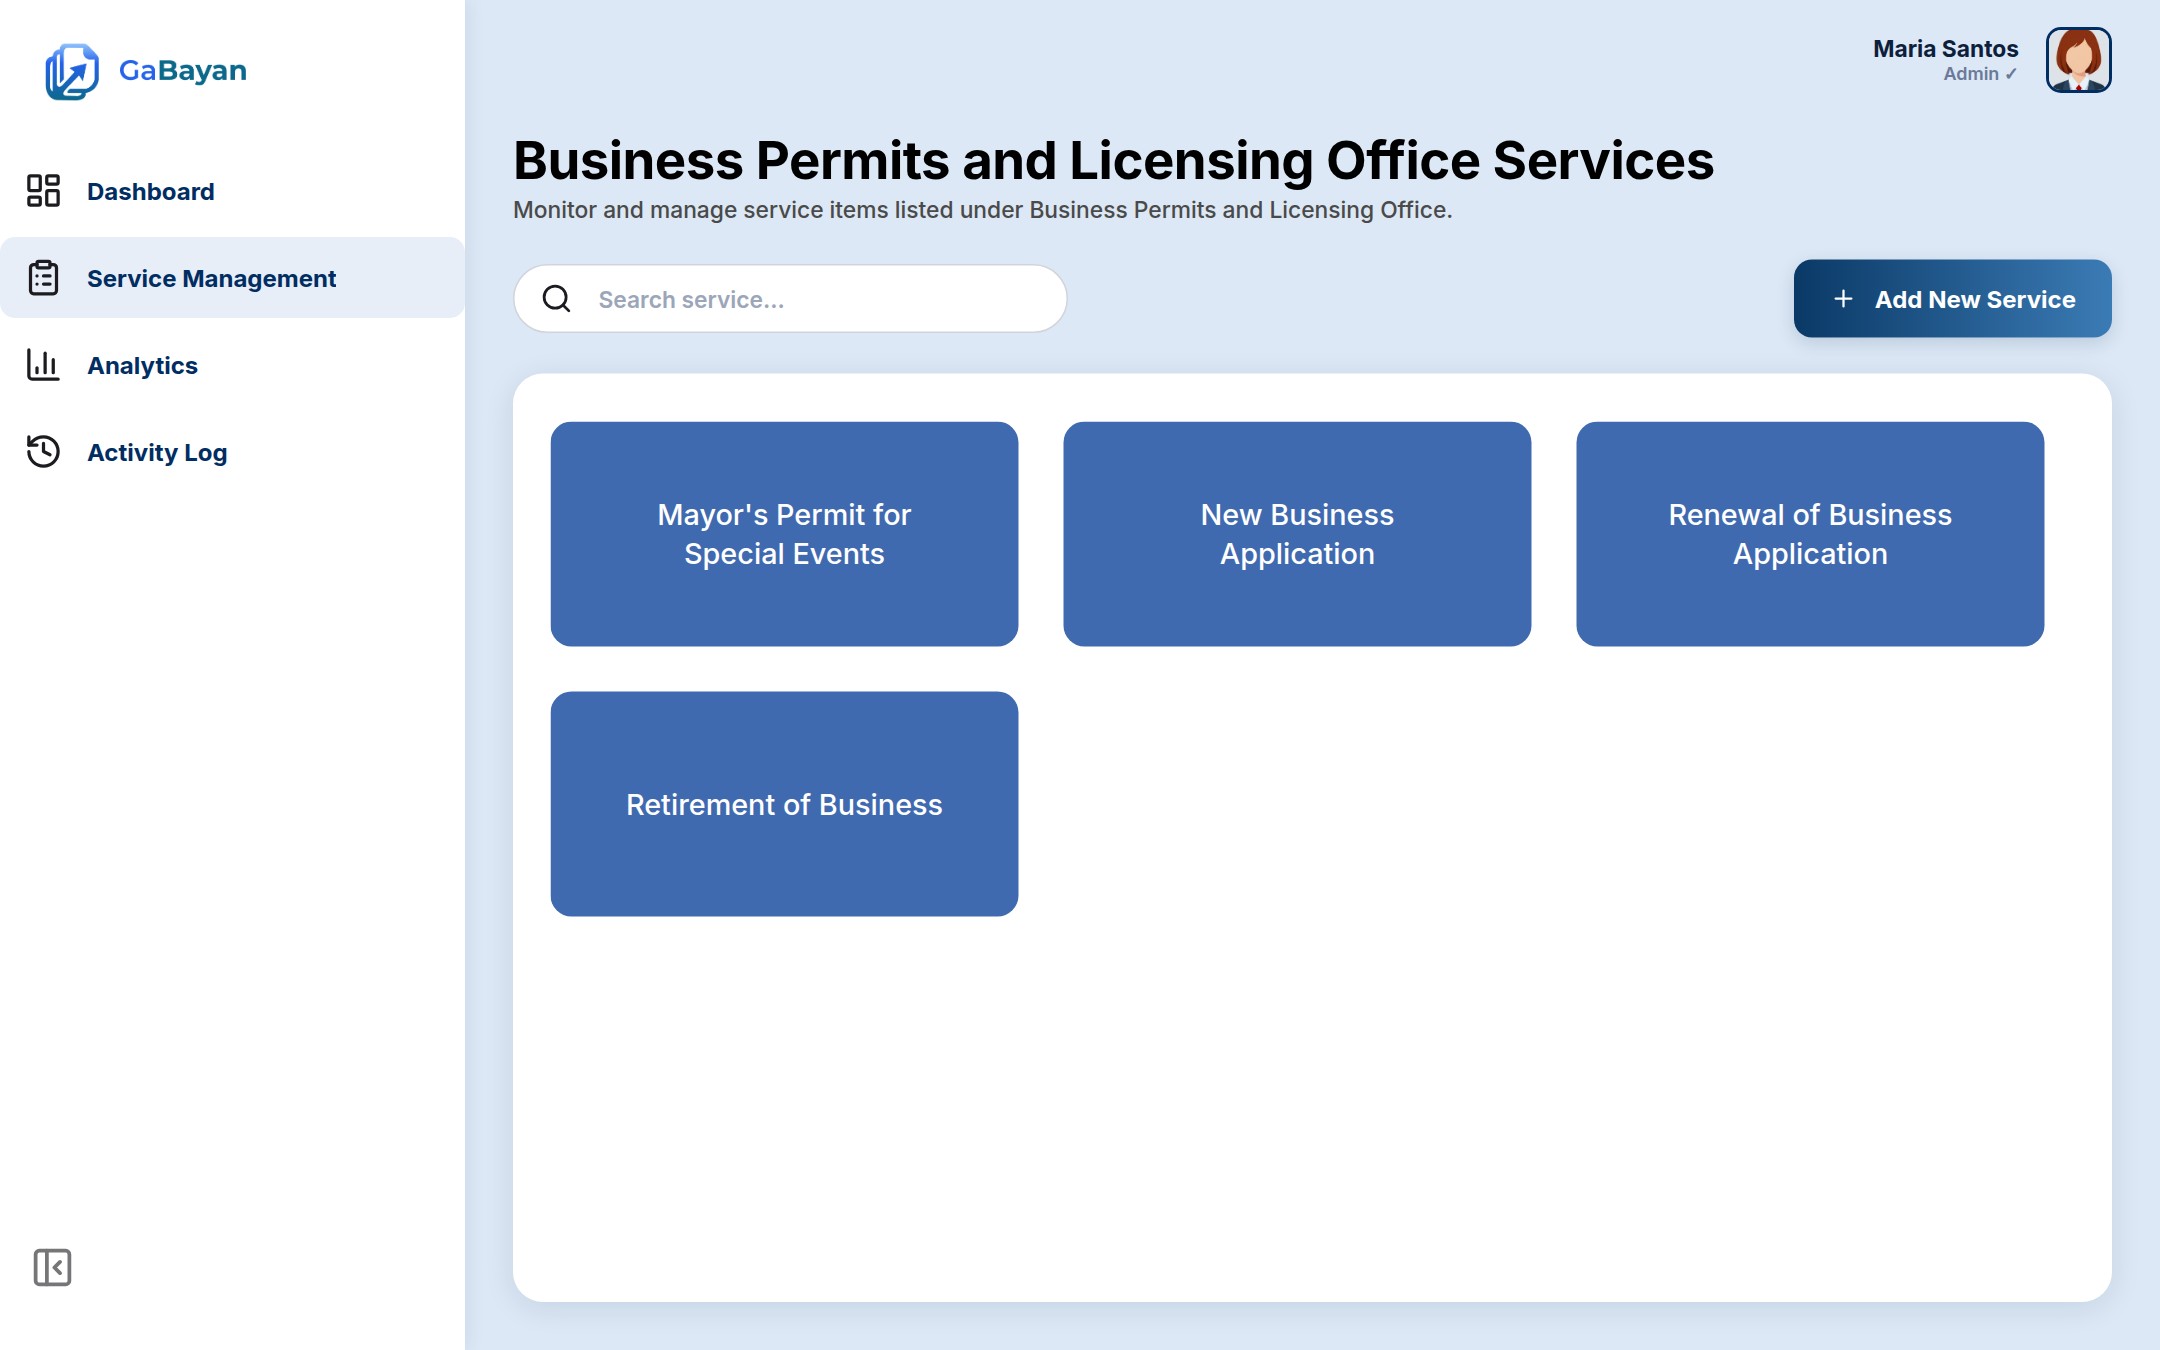 GaBayan
Dashboard
Service Management
Analytics
Activity Log
Maria Santos
Admin ✓
Business Permits and Licensing Office Services
Monitor and manage service items listed under Business Permits and Licensing Office.
Search service...
Add New Service
Mayor's Permit for
Special Events
New Business
Application
Renewal of Business
Application
Retirement of Business